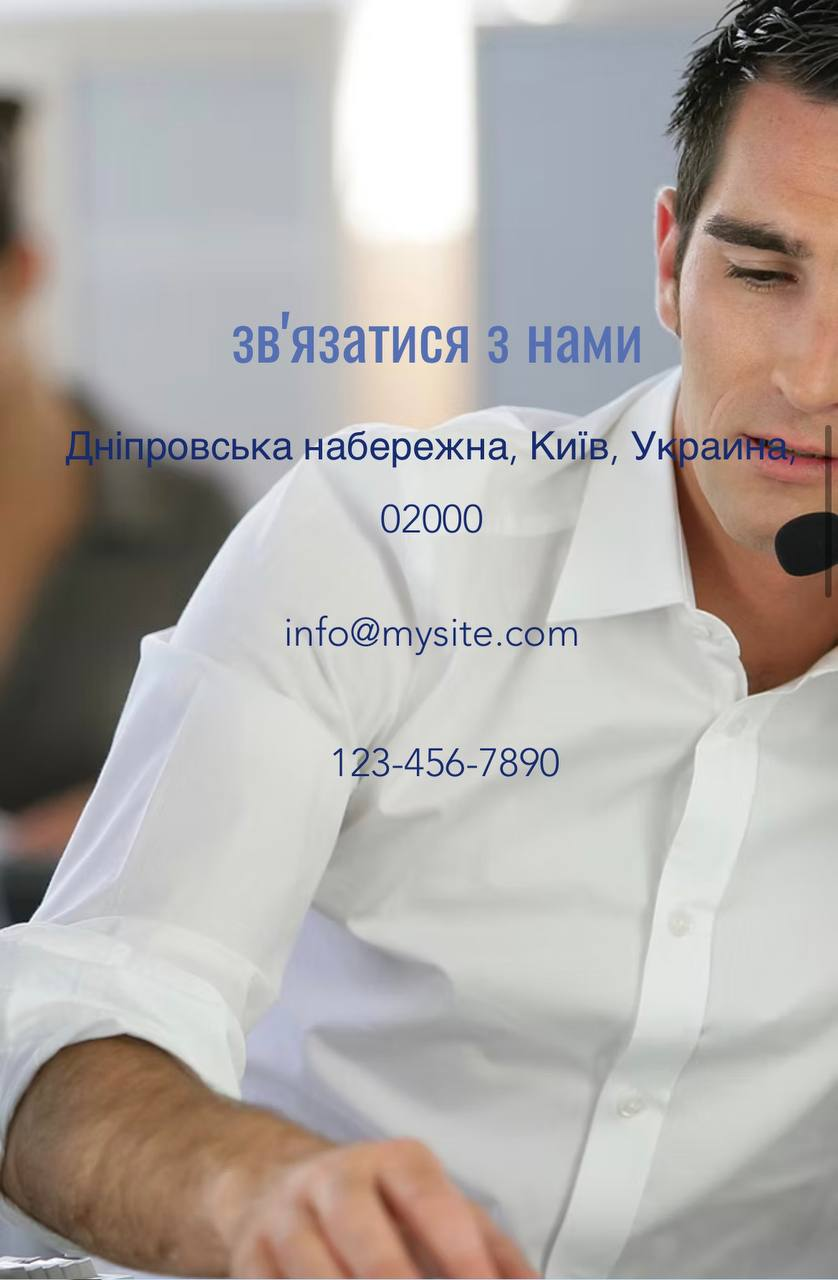 зв'язатися з нами
Дніпровська набережна, Київ, Украина,
02000
info@mysite.com
123-456-7890